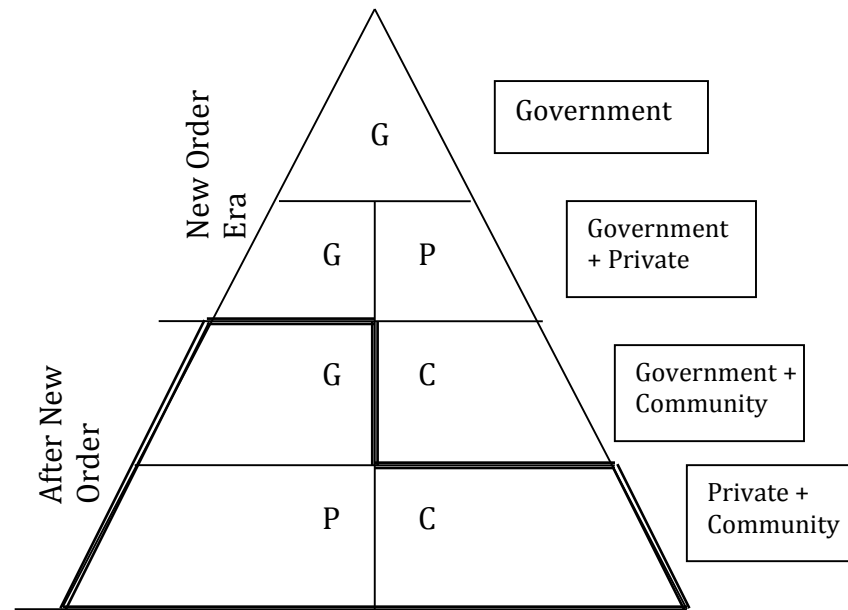 New Order
Era
G
Government
G P
Government
+ Private
After New
Order
G C
Government +
Community
P C
Private +
Community